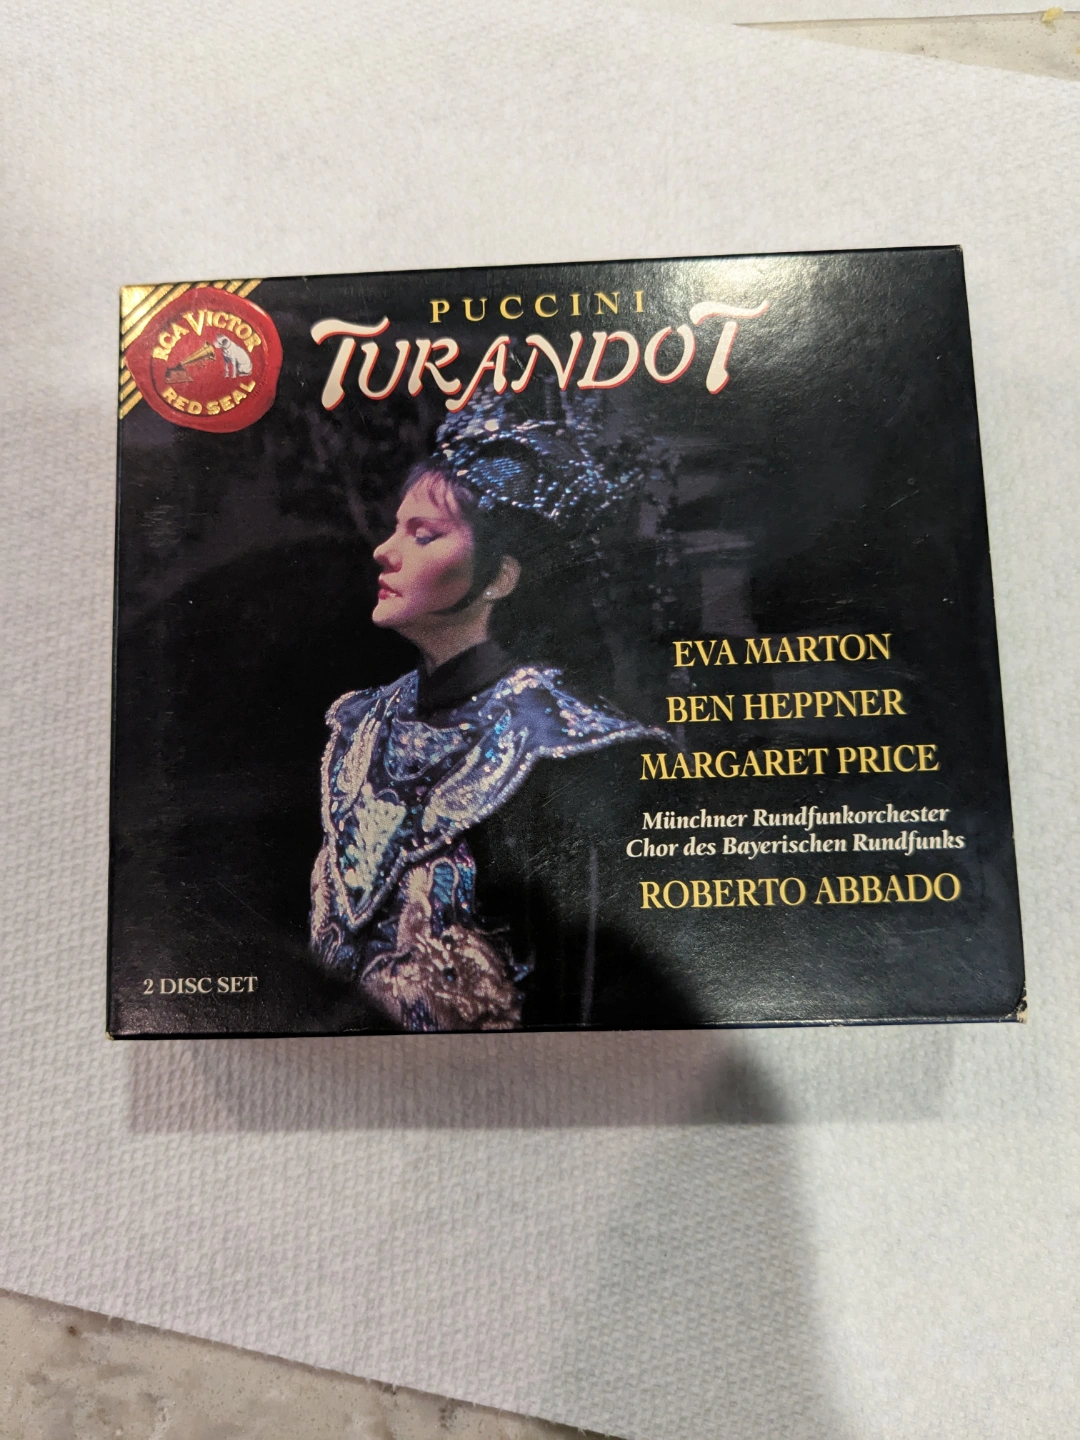 RCA VICTOR
RED SEAL
PUCCINI
TURANDOT
EVA MARTON
BEN HEPPNER
MARGARET PRICE
Münchner Rundfunkorchester
Chor des Bayerischen Rundfunks
ROBERTO ABBADO
2 DISC SET